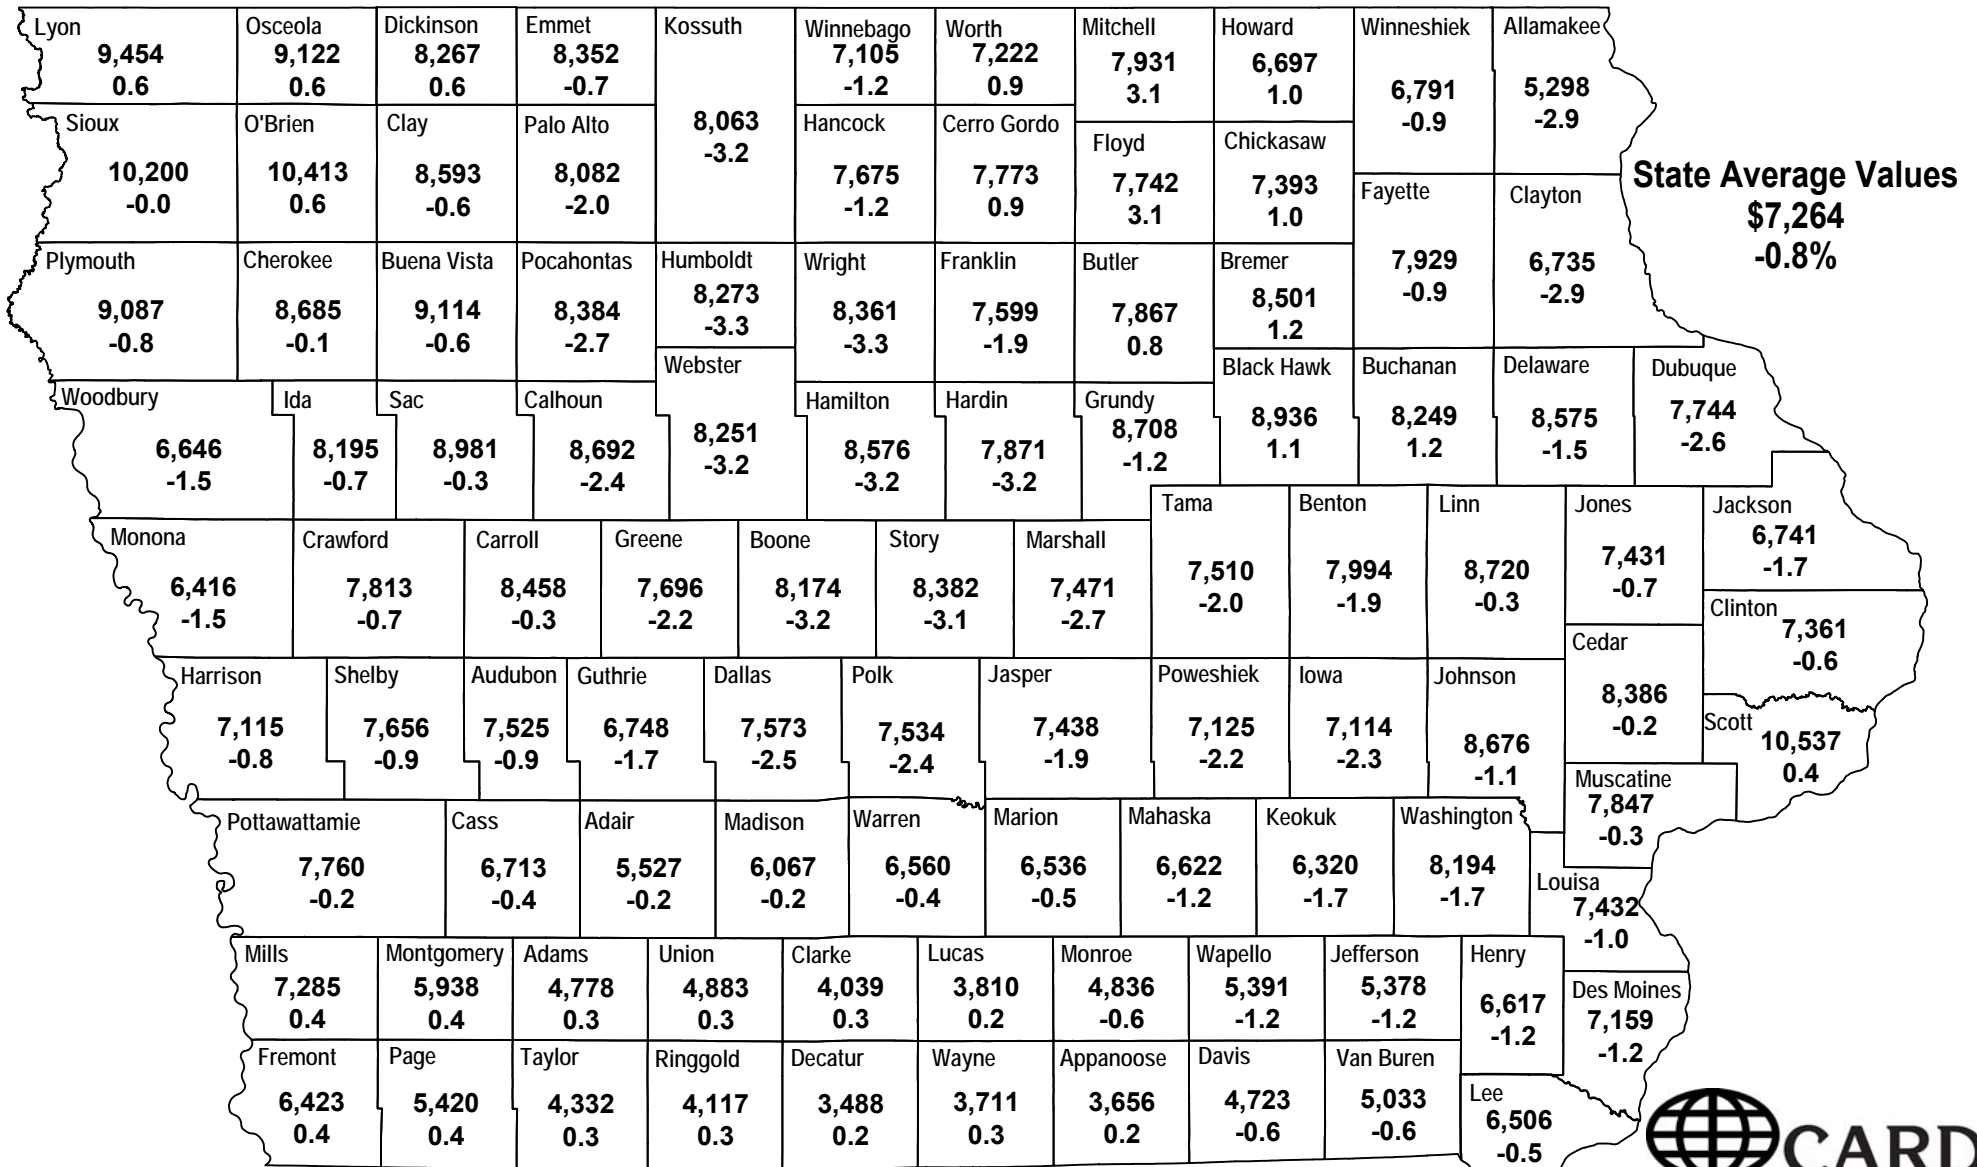 Lyon
9,454
0.6
Osceola
9,122
0.6
Dickinson
8,267
0.6
Emmet
8,352
-0.7
Kossuth
8,063
-3.2
Winnebago
7,105
-1.2
Worth
7,222
0.9
Mitchell
7,931
3.1
Howard
6,697
1.0
Winneshiek
6,791
-0.9
Allamakee
5,298
-2.9
Sioux
10,200
-0.0
O'Brien
10,413
0.6
Clay
8,593
-0.6
Palo Alto
8,082
-2.0
Hancock
7,675
-1.2
Cerro Gordo
7,773
0.9
Floyd
7,742
3.1
Chickasaw
7,393
1.0
Fayette
7,929
-0.9
Clayton
6,735
-2.9
State Average Values
$7,264
-0.8%
Plymouth
9,087
-0.8
Cherokee
8,685
-0.1
Buena Vista
9,114
-0.6
Pocahontas
8,384
-2.7
Humboldt
8,273
-3.3
Wright
8,361
-3.3
Franklin
7,599
-1.9
Butler
7,867
0.8
Bremer
8,501
1.2
Woodbury
6,646
-1.5
Ida
8,195
-0.7
Sac
8,981
-0.3
Calhoun
8,692
-2.4
Webster
8,251
-3.2
Hamilton
8,576
-3.2
Hardin
7,871
-3.2
Grundy
8,708
-1.2
Black Hawk
8,936
1.1
Buchanan
8,249
1.2
Delaware
8,575
-1.5
Dubuque
7,744
-2.6
Monona
6,416
-1.5
Crawford
7,813
-0.7
Carroll
8,458
-0.3
Greene
7,696
-2.2
Boone
8,174
-3.2
Story
8,382
-3.1
Marshall
7,471
-2.7
Tama
7,510
-2.0
Benton
7,994
-1.9
Linn
8,720
-0.3
Jones
7,431
-0.7
Jackson
6,741
-1.7
Clinton
7,361
-0.6
Harrison
7,115
-0.8
Shelby
7,656
-0.9
Audubon
7,525
-0.9
Guthrie
6,748
-1.7
Dallas
7,573
-2.5
Polk
7,534
-2.4
Jasper
7,438
-1.9
Poweshiek
7,125
-2.2
Iowa
7,114
-2.3
Johnson
8,676
-1.1
Cedar
8,386
-0.2
Scott
10,537
0.4
Muscatine
7,847
-0.3
Pottawattamie
7,760
-0.2
Cass
6,713
-0.4
Adair
5,527
-0.2
Madison
6,067
-0.2
Warren
6,560
-0.4
Marion
6,536
-0.5
Mahaska
6,622
-1.2
Keokuk
6,320
-1.7
Washington
8,194
-1.7
Louisa
7,432
-1.0
Mills
7,285
0.4
Montgomery
5,938
0.4
Adams
4,778
0.3
Union
4,883
0.3
Clarke
4,039
0.3
Lucas
3,810
0.2
Monroe
4,836
-0.6
Wapello
5,391
-1.2
Jefferson
5,378
-1.2
Henry
6,617
-1.2
Des Moines
7,159
-1.2
Fremont
6,423
0.4
Page
5,420
0.4
Taylor
4,332
0.3
Ringgold
4,117
0.3
Decatur
3,488
0.2
Wayne
3,711
0.3
Appanoose
3,656
0.2
Davis
4,723
-0.6
Van Buren
5,033
-0.6
Lee
6,506
-0.5
CARD